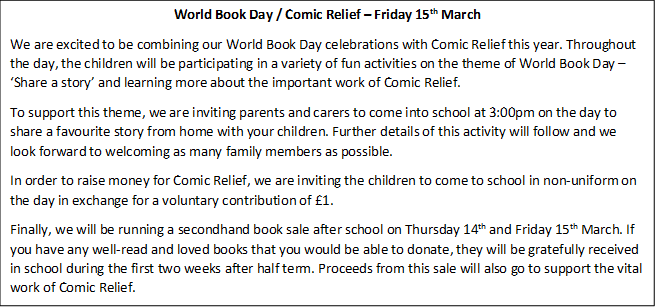 World Book Day / Comic Relief – Friday 15th March
We are excited to be combining our World Book Day celebrations with Comic Relief this year. Throughout
the day, the children will be participating in a variety of fun activities on the theme of World Book Day –
‘Share a story’ and learning more about the important work of Comic Relief.
To support this theme, we are inviting parents and carers to come into school at 3:00pm on the day to
share a favourite story from home with your children. Further details of this activity will follow and we
look forward to welcoming as many family members as possible.
In order to raise money for Comic Relief, we are inviting the children to come to school in non-uniform on
the day in exchange for a voluntary contribution of £1.
Finally, we will be running a secondhand book sale after school on Thursday 14th and Friday 15th March. If
you have any well-read and loved books that you would be able to donate, they will be gratefully received
in school during the first two weeks after half term. Proceeds from this sale will also go to support the vital
work of Comic Relief.